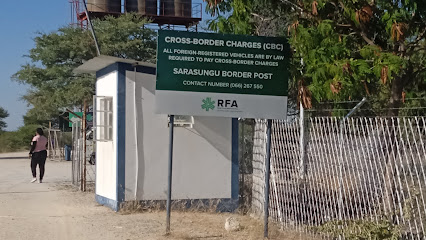 CROSS-BORDER CHARGES (CBC)
ALL FOREIGN-REGISTERED VEHICLES ARE BY LAW
REQUIRED TO PAY CROSS-BORDER CHARGES
SARASUNGU BORDER POST
CONTACT NUMBER (066) 267 550
RFA